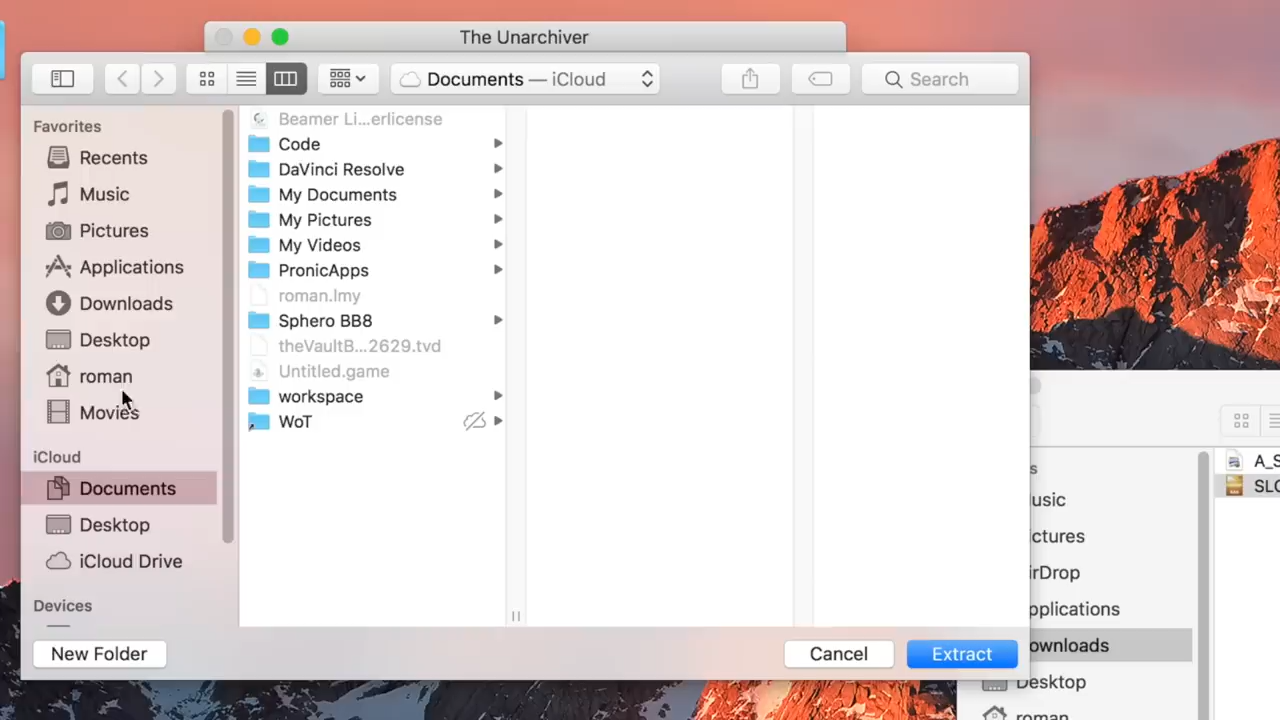 The Unarchiver
Documents — iCloud
Search
Favorites
Recents
Music
Pictures
Applications
Downloads
Desktop
roman
Movies
iCloud
Documents
Desktop
iCloud Drive
Devices
Beamer Li...erlicense
Code
DaVinci Resolve
My Documents
My Pictures
My Videos
PronicApps
roman.lmy
Sphero BB8
theVaultB...2629.tvd
Untitled.game
workspace
WoT
New Folder
Cancel
Extract
s
usic
ictures
irDrop
pplications
ownloads
Desktop
roman
A_S
SLO